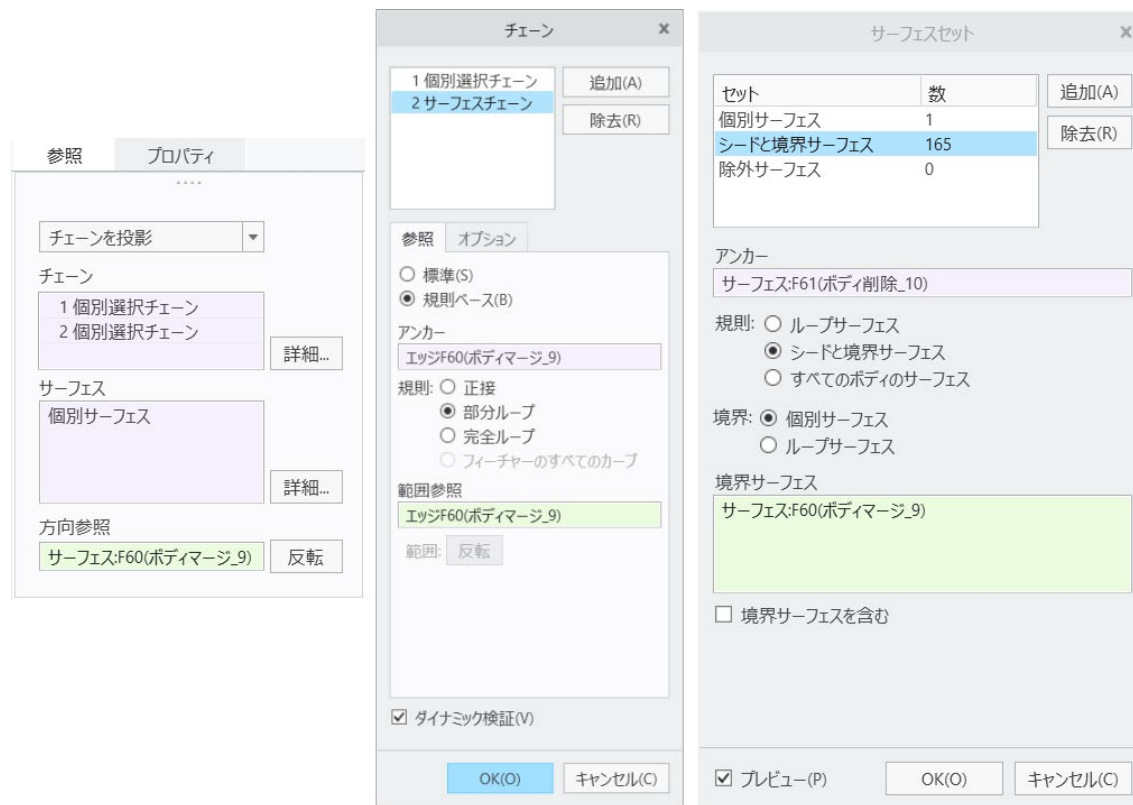 参照 プロパティ
チェーンを投影
チェーン
1 個別選択チェーン
2 個別選択チェーン
詳細...
サーフェス
個別サーフェス
詳細...
方向参照
サーフェス:F60(ボディマージ_9) 反転
チェーン
1 個別選択チェーン
2 サーフェスチェーン
追加(A)
除去(R)
参照 オプション
標準(S)
規則ベース(B)
アンカー
エッジF60(ボディマージ_9)
規則: 正接
部分ループ
完全ループ
フィーチャーのすべてのカーブ
範囲参照
エッジF60(ボディマージ_9)
範囲: 反転
ダイナミック検証(V)
OK(O) キャンセル(C)
サーフェスセット
セット 数
個別サーフェス 1
シードと境界サーフェス 165
除外サーフェス 0
追加(A)
除去(R)
アンカー
サーフェス:F61(ボディ削除_10)
規則: ループサーフェス
シードと境界サーフェス
すべてのボディのサーフェス
境界: 個別サーフェス
ループサーフェス
境界サーフェス
サーフェス:F60(ボディマージ_9)
境界サーフェスを含む
プレビュー(P) OK(O) キャンセル(C)